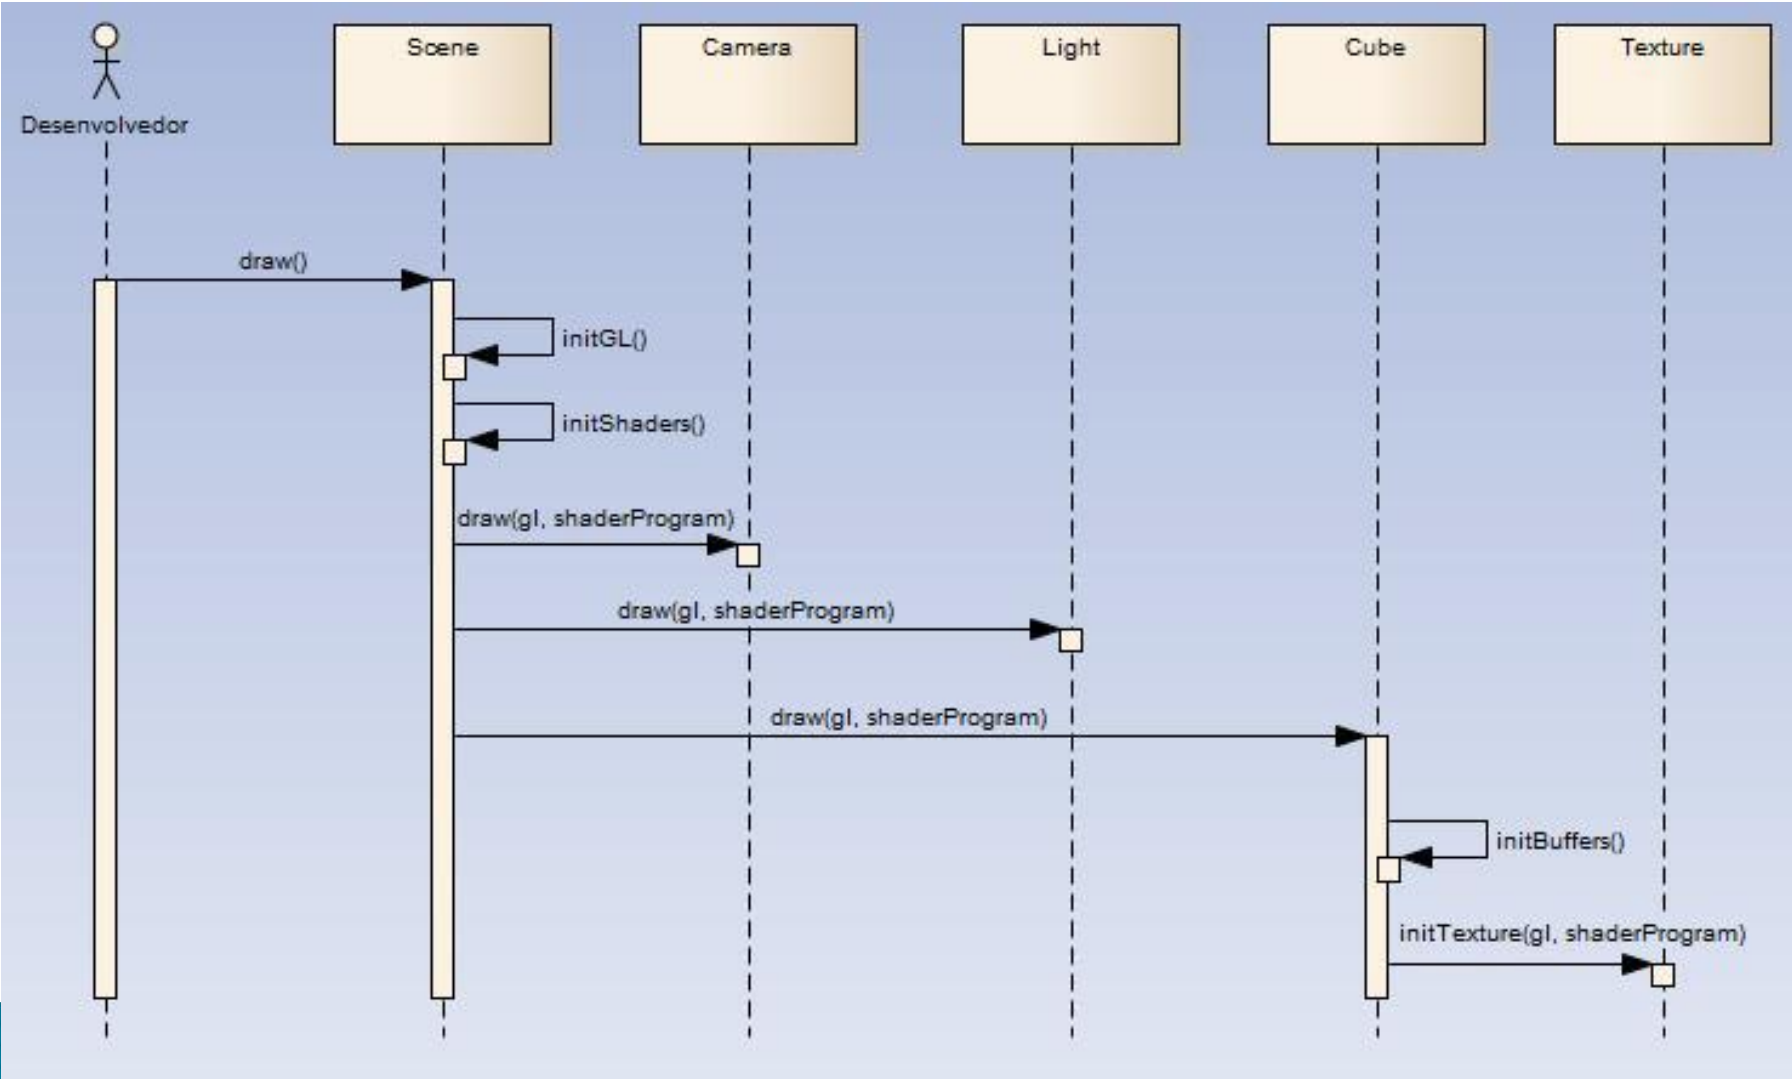 Scene
Camera
Light
Cube
Texture
Desenvolvedor
draw()
initGL()
initShaders()
draw(gl, shaderProgram)
draw(gl, shaderProgram)
draw(gl, shaderProgram)
initBuffers()
initTexture(gl, shaderProgram)